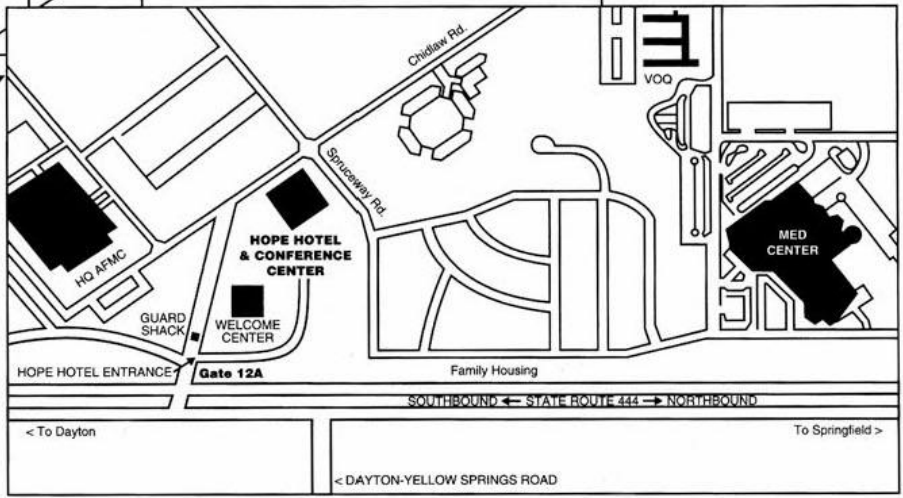 Chidlaw Rd.
VOQ
Spruceway Rd.
HOPE HOTEL
& CONFERENCE
CENTER
MED
CENTER
HQ AFMC
GUARD
SHACK
WELCOME
CENTER
HOPE HOTEL ENTRANCE
Gate 12A
Family Housing
SOUTHBOUND ← STATE ROUTE 444 → NORTHBOUND
< To Dayton
To Springfield >
< DAYTON-YELLOW SPRINGS ROAD